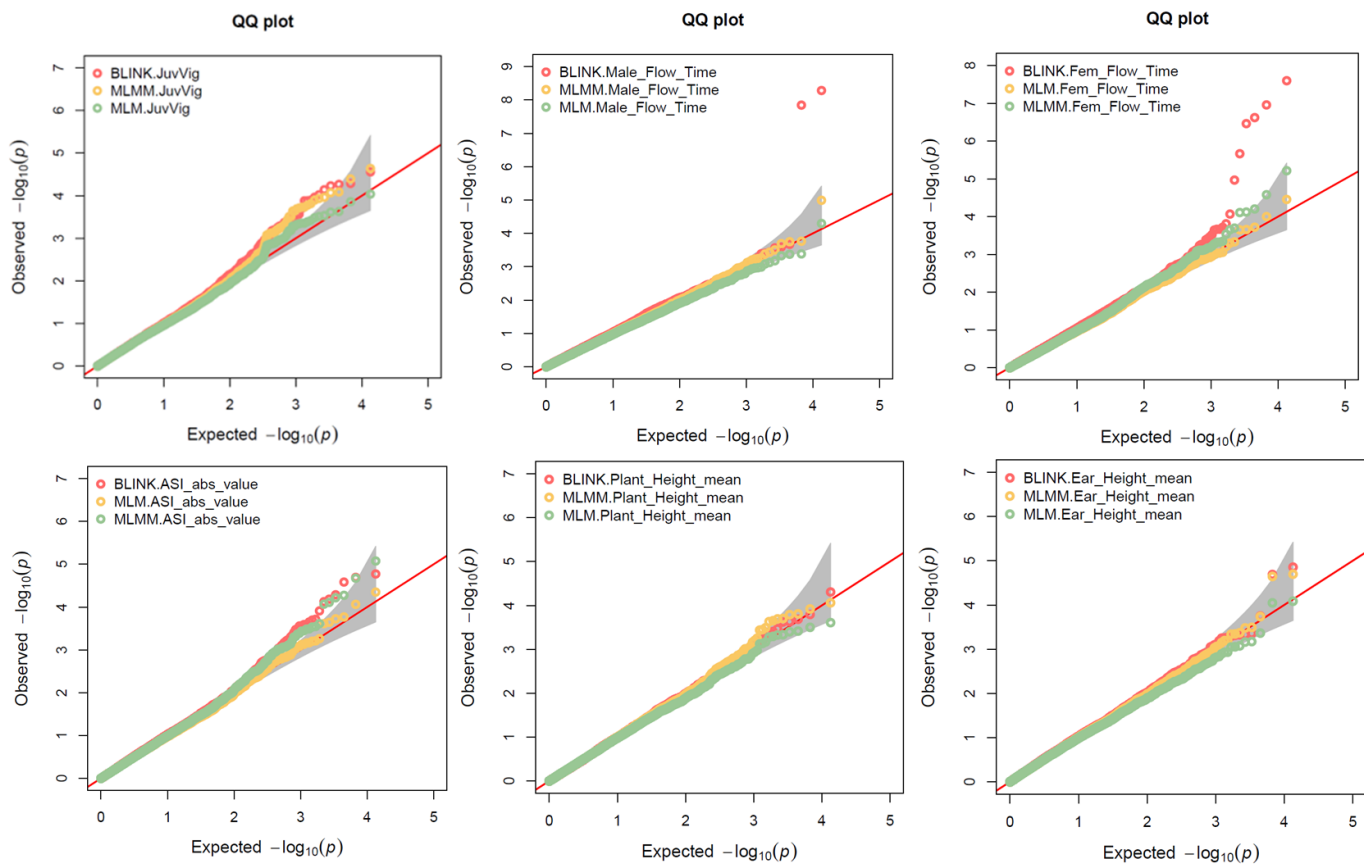 QQ plot
BLINK.JuvVig
MLMM.JuvVig
MLM.JuvVig
Observed −log10(p)
0 1 2 3 4 5 6 7
0 1 2 3 4 5
Expected −log10(p)
QQ plot
BLINK.Male_Flow_Time
MLMM.Male_Flow_Time
MLM.Male_Flow_Time
Observed −log10(p)
0 1 2 3 4 5 6 7 8 9
0 1 2 3 4 5
Expected −log10(p)
QQ plot
BLINK.Fem_Flow_Time
MLM.Fem_Flow_Time
MLMM.Fem_Flow_Time
Observed −log10(p)
0 1 2 3 4 5 6 7 8
0 1 2 3 4 5
Expected −log10(p)
BLINK.ASI_abs_value
MLM.ASI_abs_value
MLMM.ASI_abs_value
Observed −log10(p)
0 1 2 3 4 5 6 7
0 1 2 3 4 5
Expected −log10(p)
BLINK.Plant_Height_mean
MLMM.Plant_Height_mean
MLM.Plant_Height_mean
Observed −log10(p)
0 1 2 3 4 5 6 7
0 1 2 3 4 5
Expected −log10(p)
BLINK.Ear_Height_mean
MLMM.Ear_Height_mean
MLM.Ear_Height_mean
Observed −log10(p)
0 1 2 3 4 5 6 7
0 1 2 3 4 5
Expected −log10(p)